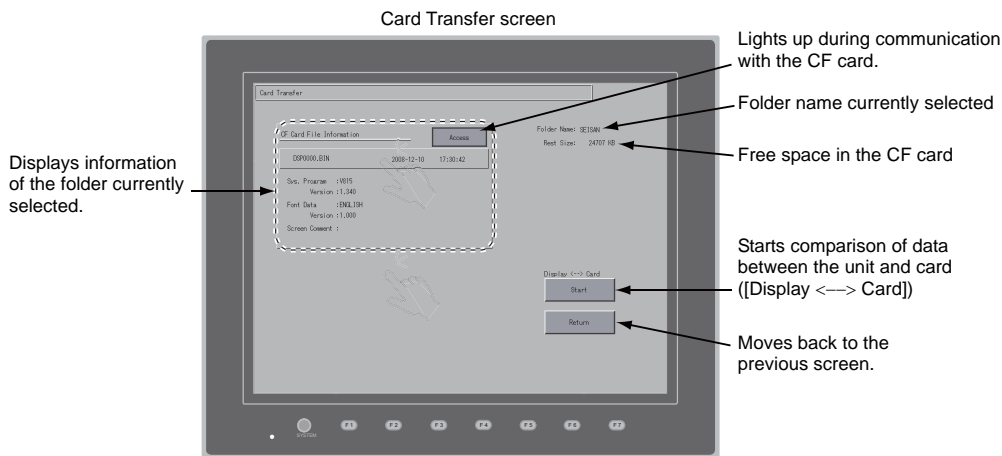 Card Transfer screen
Lights up during communication
with the CF card.
Folder name currently selected
Free space in the CF card
Displays information
of the folder currently
selected.
Starts comparison of data
between the unit and card
([Display <−−> Card])
Moves back to the
previous screen.
Card Transfer
CF Card File Information
Access
DSP0000.BIN 2008-12-10 17:30:42
Sys. Program :V815
Version :1.340
Font Data :ENGLISH
Version :1.000
Screen Comment :
Folder Name: SEISAN
Rest Size: 24707 KB
Display <--> Card
Start
Return
SYSTEM F1 F2 F3 F4 F5 F6 F7